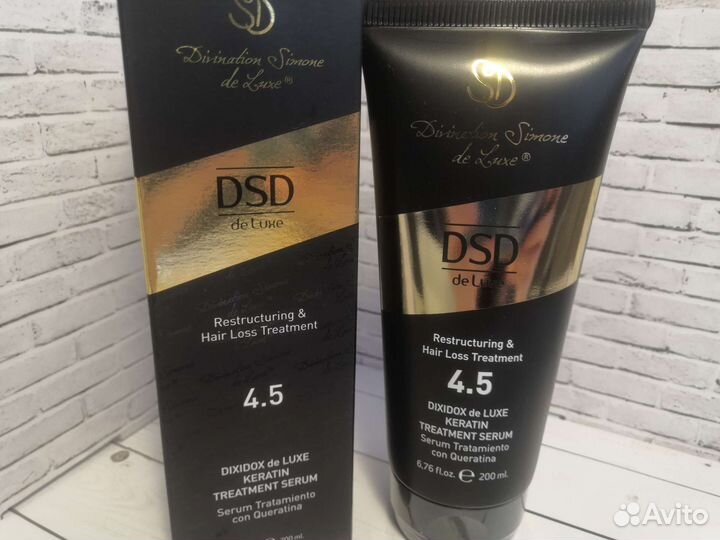 SD
Divination Simone
de Luxe®
DSD
de Luxe
Restructuring &
Hair Loss Treatment
4.5
DIXIDOX de LUXE
KERATIN
TREATMENT SERUM
Serum Tratamiento
con Queratina
200 ml.
SD
Divination Simone
de Luxe®
DSD
de Luxe
Restructuring &
Hair Loss Treatment
4.5
DIXIDOX de LUXE
KERATIN
TREATMENT SERUM
Serum Tratamiento
con Queratina
6,76 fl.oz. e 200 ml.
Avito